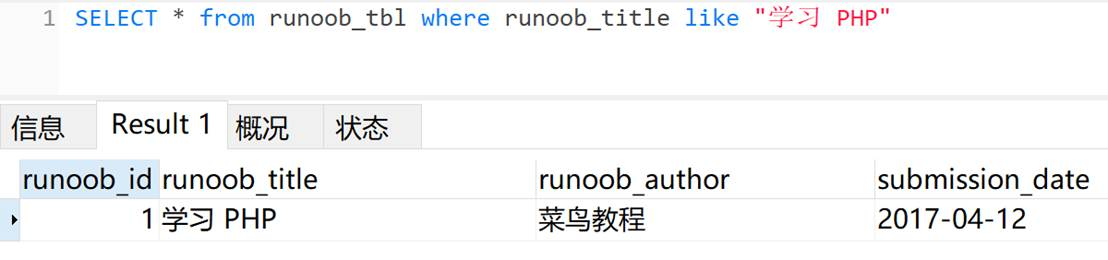 1 SELECT * from runoob_tbl where runoob_title like "学习 PHP"
信息 Result 1 概况 状态
runoob_id runoob_title runoob_author submission_date
1 学习 PHP 菜鸟教程 2017-04-12